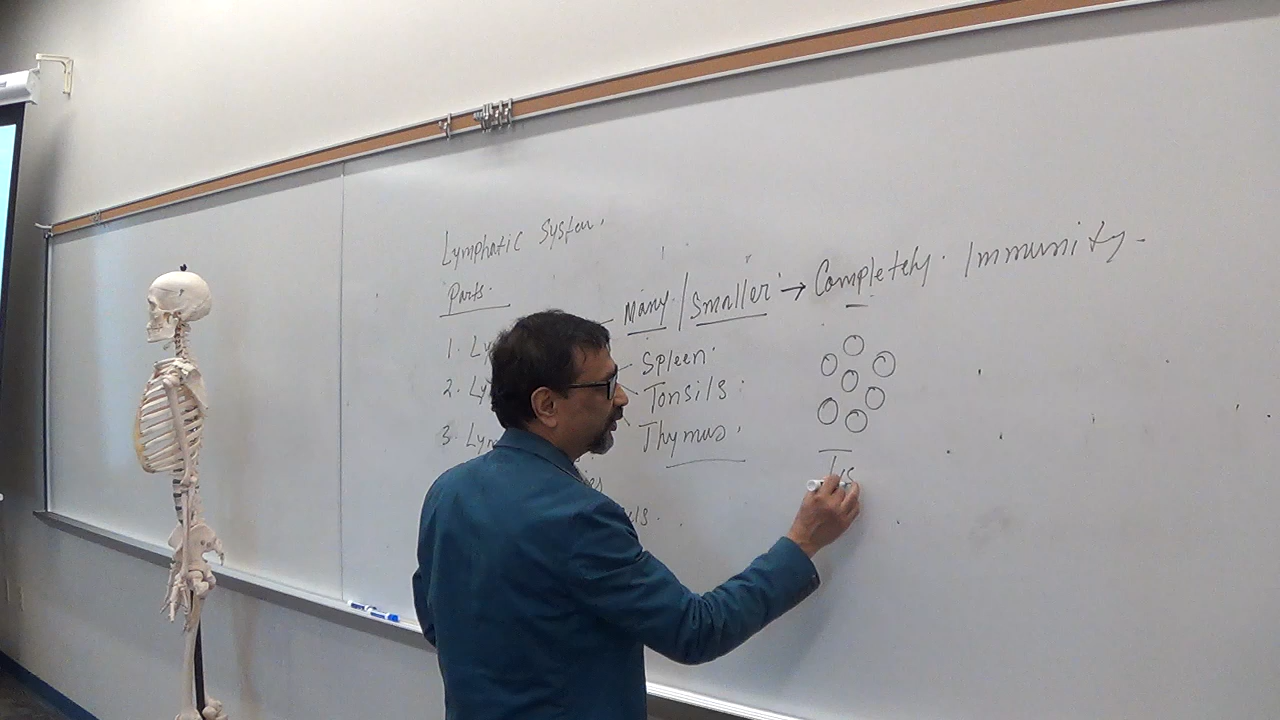 Lymphatic System.
Parts.
Many / Smaller → Completely. Immunity.
1. Ly
Spleen.
2. Ly
Tonsils.
3. Lym
Thymus.